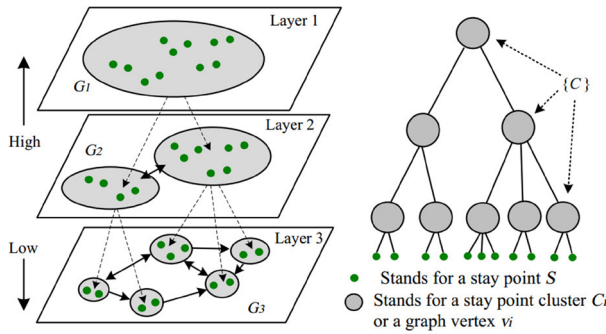 Layer 1
G1
High
Layer 2
G2
{C}
Low
Layer 3
G3
Stands for a stay point S
Stands for a stay point cluster Ci
or a graph vertex vi